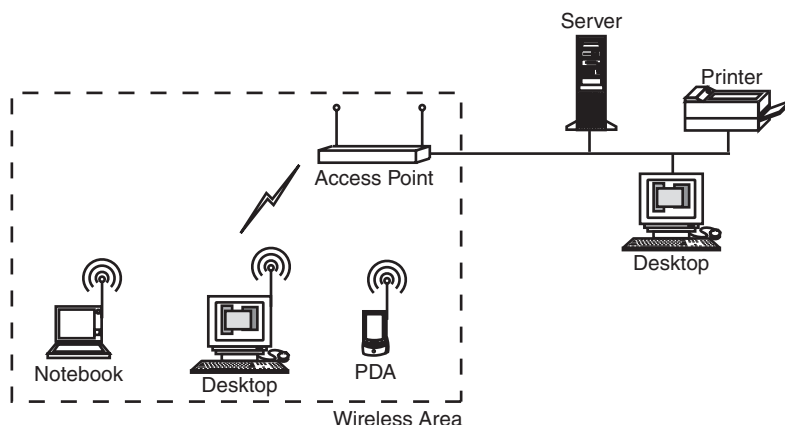 Server
Printer
Access Point
Desktop
Notebook
Desktop
PDA
Wireless Area